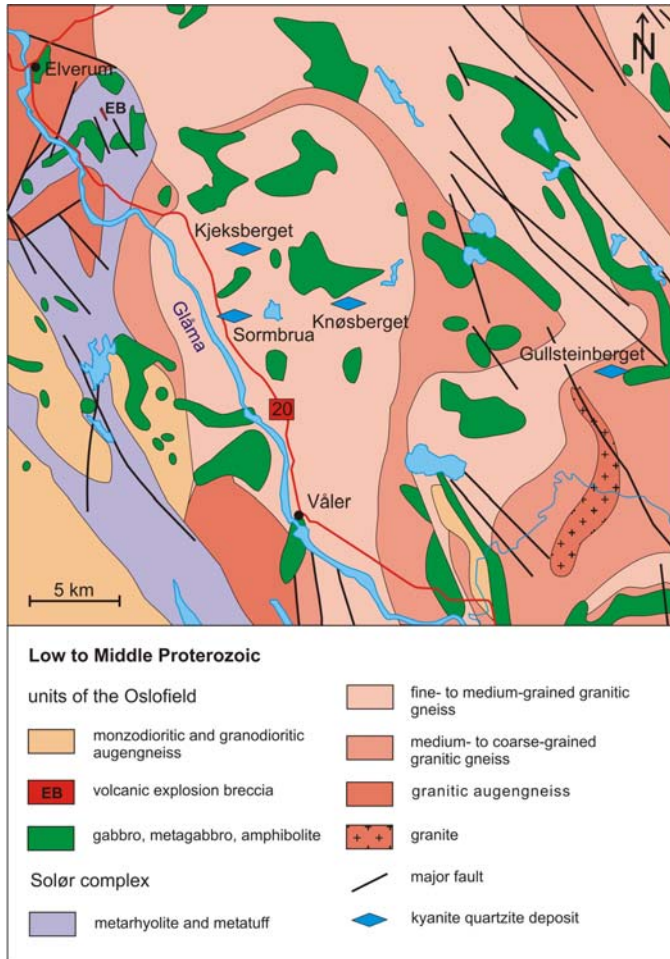 N
Elverum
EB
Kjeksberget
Glåma
Sormbrua
Knøsberget
Gullsteinberget
20
Våler
5 km
Low to Middle Proterozoic
units of the Oslofield
monzodioritic and granodioritic
augengneiss
EB
volcanic explosion breccia
gabbro, metagabbro, amphibolite
Solør complex
metarhyolite and metatuff
fine- to medium-grained granitic
gneiss
medium- to coarse-grained
granitic gneiss
granitic augengneiss
granite
major fault
kyanite quartzite deposit